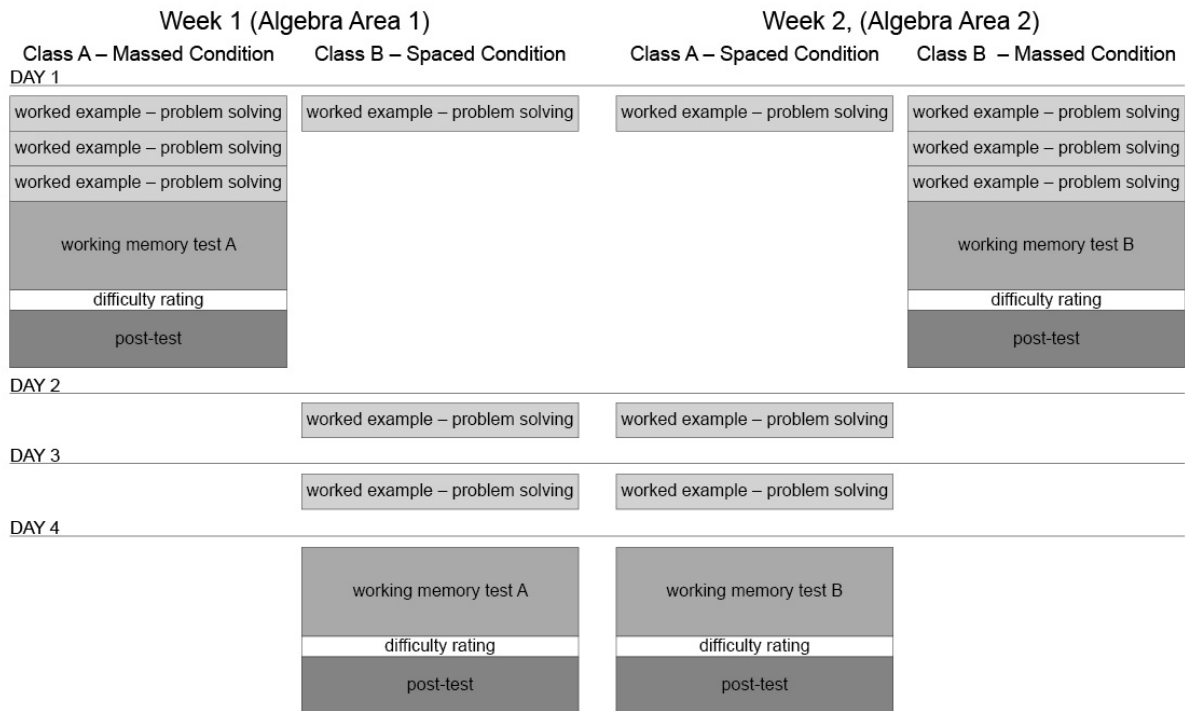 Week 1 (Algebra Area 1)
Week 2, (Algebra Area 2)
Class A – Massed Condition
Class B – Spaced Condition
Class A – Spaced Condition
Class B – Massed Condition
DAY 1
worked example – problem solving
worked example – problem solving
worked example – problem solving
worked example – problem solving
worked example – problem solving
worked example – problem solving
worked example – problem solving
worked example – problem solving
working memory test A
working memory test B
difficulty rating
difficulty rating
post-test
post-test
DAY 2
worked example – problem solving
worked example – problem solving
DAY 3
worked example – problem solving
worked example – problem solving
DAY 4
working memory test A
working memory test B
difficulty rating
difficulty rating
post-test
post-test